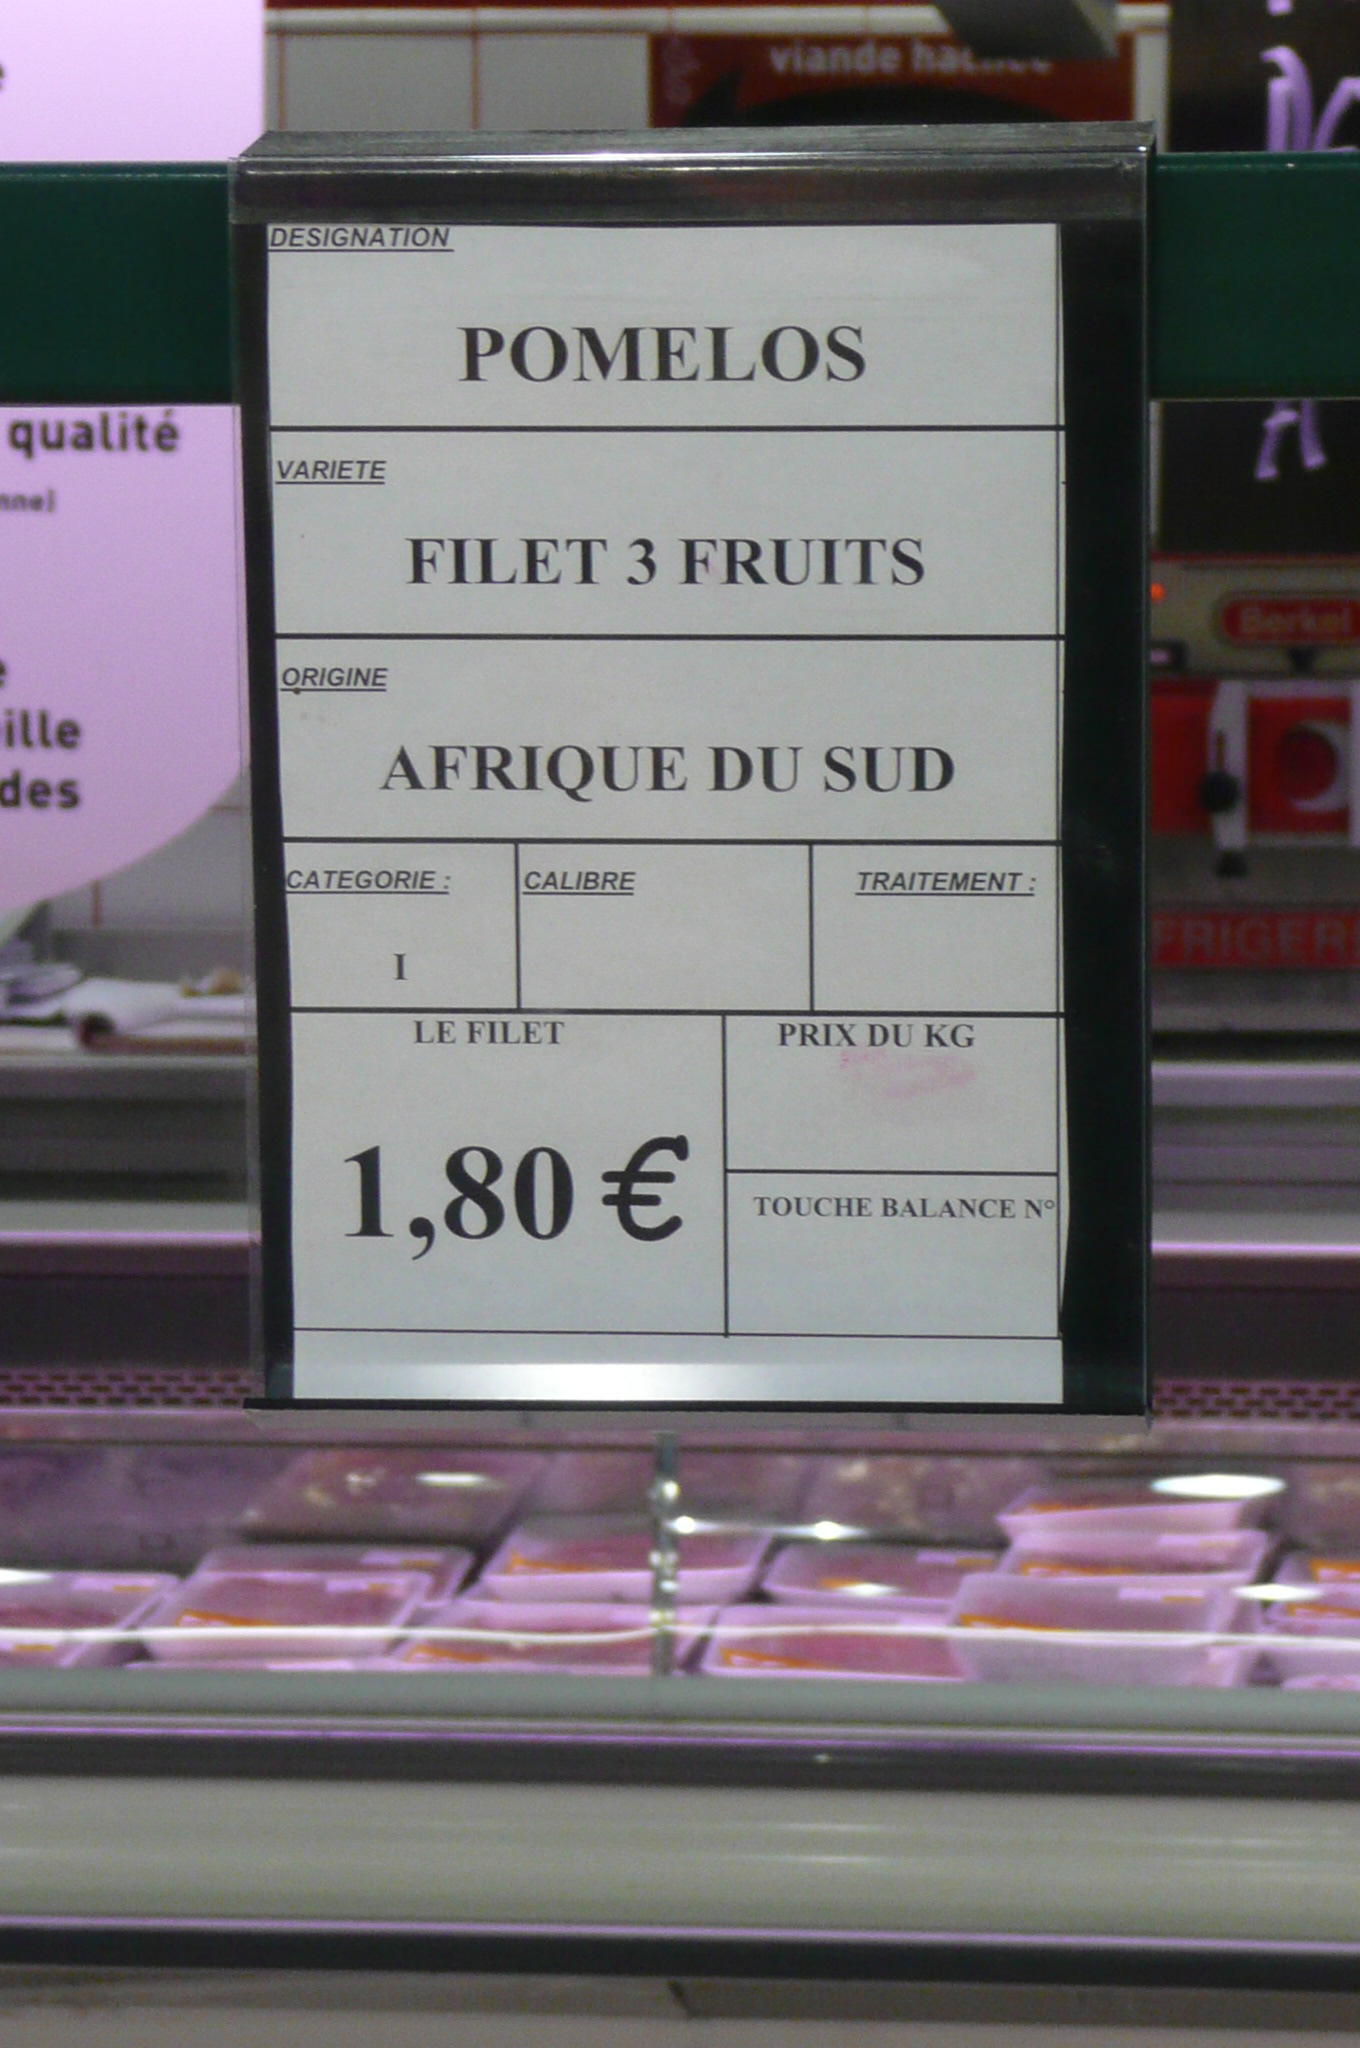 viande hachée
DESIGNATION
POMELOS
qualité
VARIETE
FILET 3 FRUITS
Berkel
ORIGINE
AFRIQUE DU SUD
des
CATEGORIE :
CALIBRE
TRAITEMENT :
I
LE FILET
PRIX DU KG
1,80 €
TOUCHE BALANCE N°